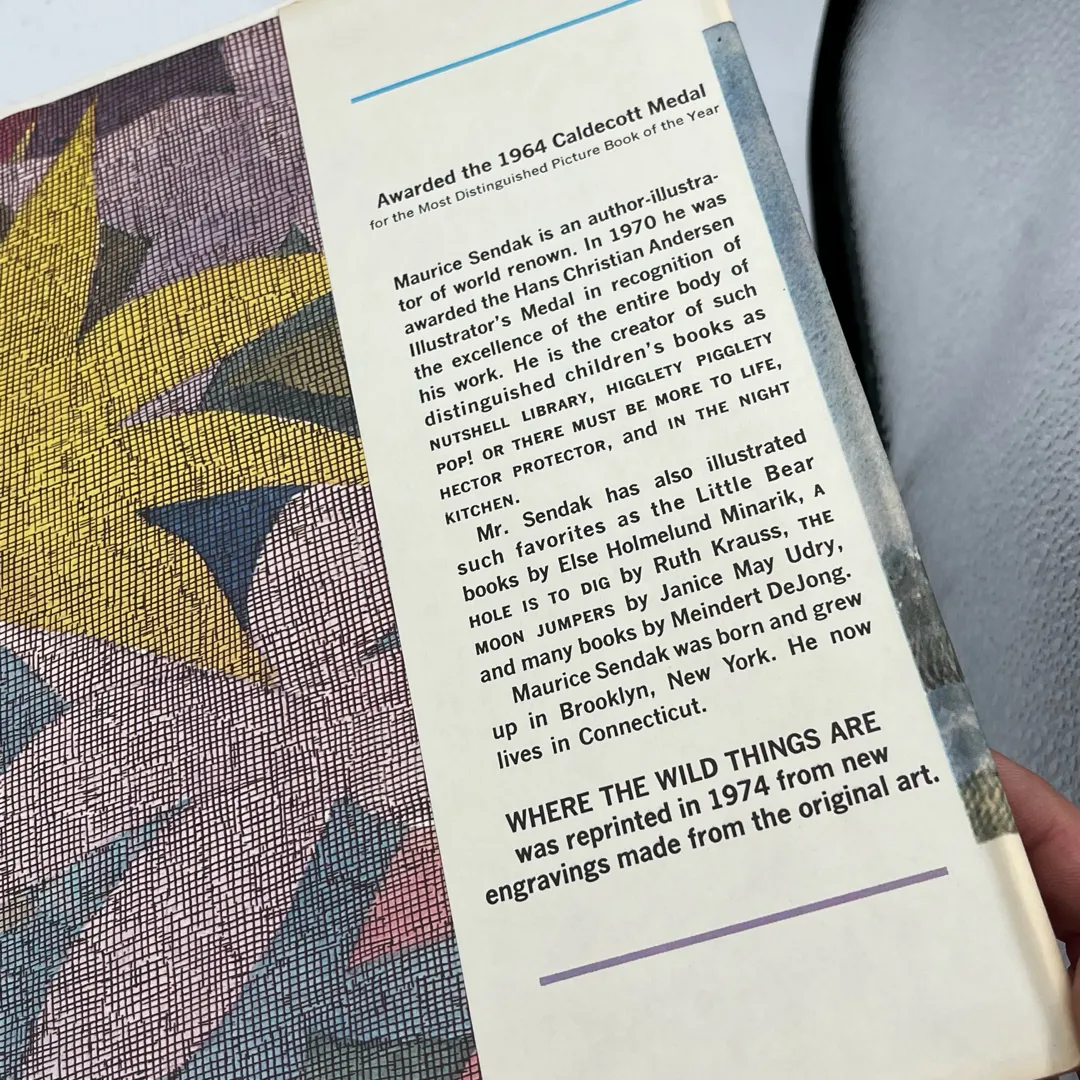 Awarded the 1964 Caldecott Medal
for the Most Distinguished Picture Book of the Year
Maurice Sendak is an author-illustra-
tor of world renown. In 1970 he was
awarded the Hans Christian Andersen
Illustrator's Medal in recognition of
the excellence of the entire body of
his work. He is the creator of such
distinguished children's books as
NUTSHELL LIBRARY, HIGGLETY PIGGLETY
POP! OR THERE MUST BE MORE TO LIFE,
HECTOR PROTECTOR, and IN THE NIGHT
KITCHEN.
Mr. Sendak has also illustrated
such favorites as the Little Bear
books by Else Holmelund Minarik, A
HOLE IS TO DIG by Ruth Krauss, THE
MOON JUMPERS by Janice May Udry,
and many books by Meindert DeJong.
Maurice Sendak was born and grew
up in Brooklyn, New York. He now
lives in Connecticut.
WHERE THE WILD THINGS ARE
was reprinted in 1974 from new
engravings made from the original art.